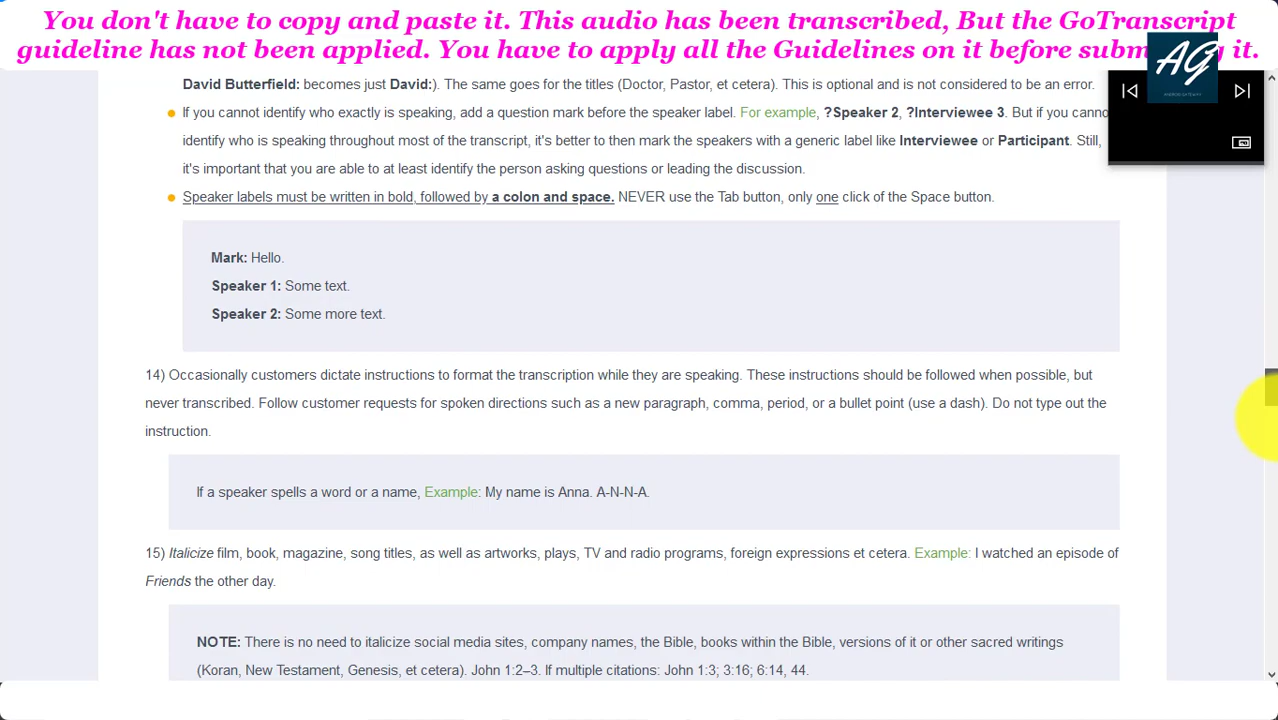 You don't have to copy and paste it. This audio has been transcribed, But the GoTranscript
guideline has not been applied. You have to apply all the Guidelines on it before subm g it.
AG
David Butterfield: becomes just David:). The same goes for the titles (Doctor, Pastor, et cetera). This is optional and is not considered to be an error.
If you cannot identify who exactly is speaking, add a question mark before the speaker label. For example, ?Speaker 2, ?Interviewee 3. But if you canno
identify who is speaking throughout most of the transcript, it's better to then mark the speakers with a generic label like Interviewee or Participant. Still,
it's important that you are able to at least identify the person asking questions or leading the discussion.
Speaker labels must be written in bold, followed by a colon and space. NEVER use the Tab button, only one click of the Space button.
Mark: Hello.
Speaker 1: Some text.
Speaker 2: Some more text.
14) Occasionally customers dictate instructions to format the transcription while they are speaking. These instructions should be followed when possible, but
never transcribed. Follow customer requests for spoken directions such as a new paragraph, comma, period, or a bullet point (use a dash). Do not type out the
instruction.
If a speaker spells a word or a name, Example: My name is Anna. A-N-N-A.
15) Italicize film, book, magazine, song titles, as well as artworks, plays, TV and radio programs, foreign expressions et cetera. Example: I watched an episode of
Friends the other day.
NOTE: There is no need to italicize social media sites, company names, the Bible, books within the Bible, versions of it or other sacred writings
(Koran, New Testament, Genesis, et cetera). John 1:2–3. If multiple citations: John 1:3; 3:16; 6:14, 44.